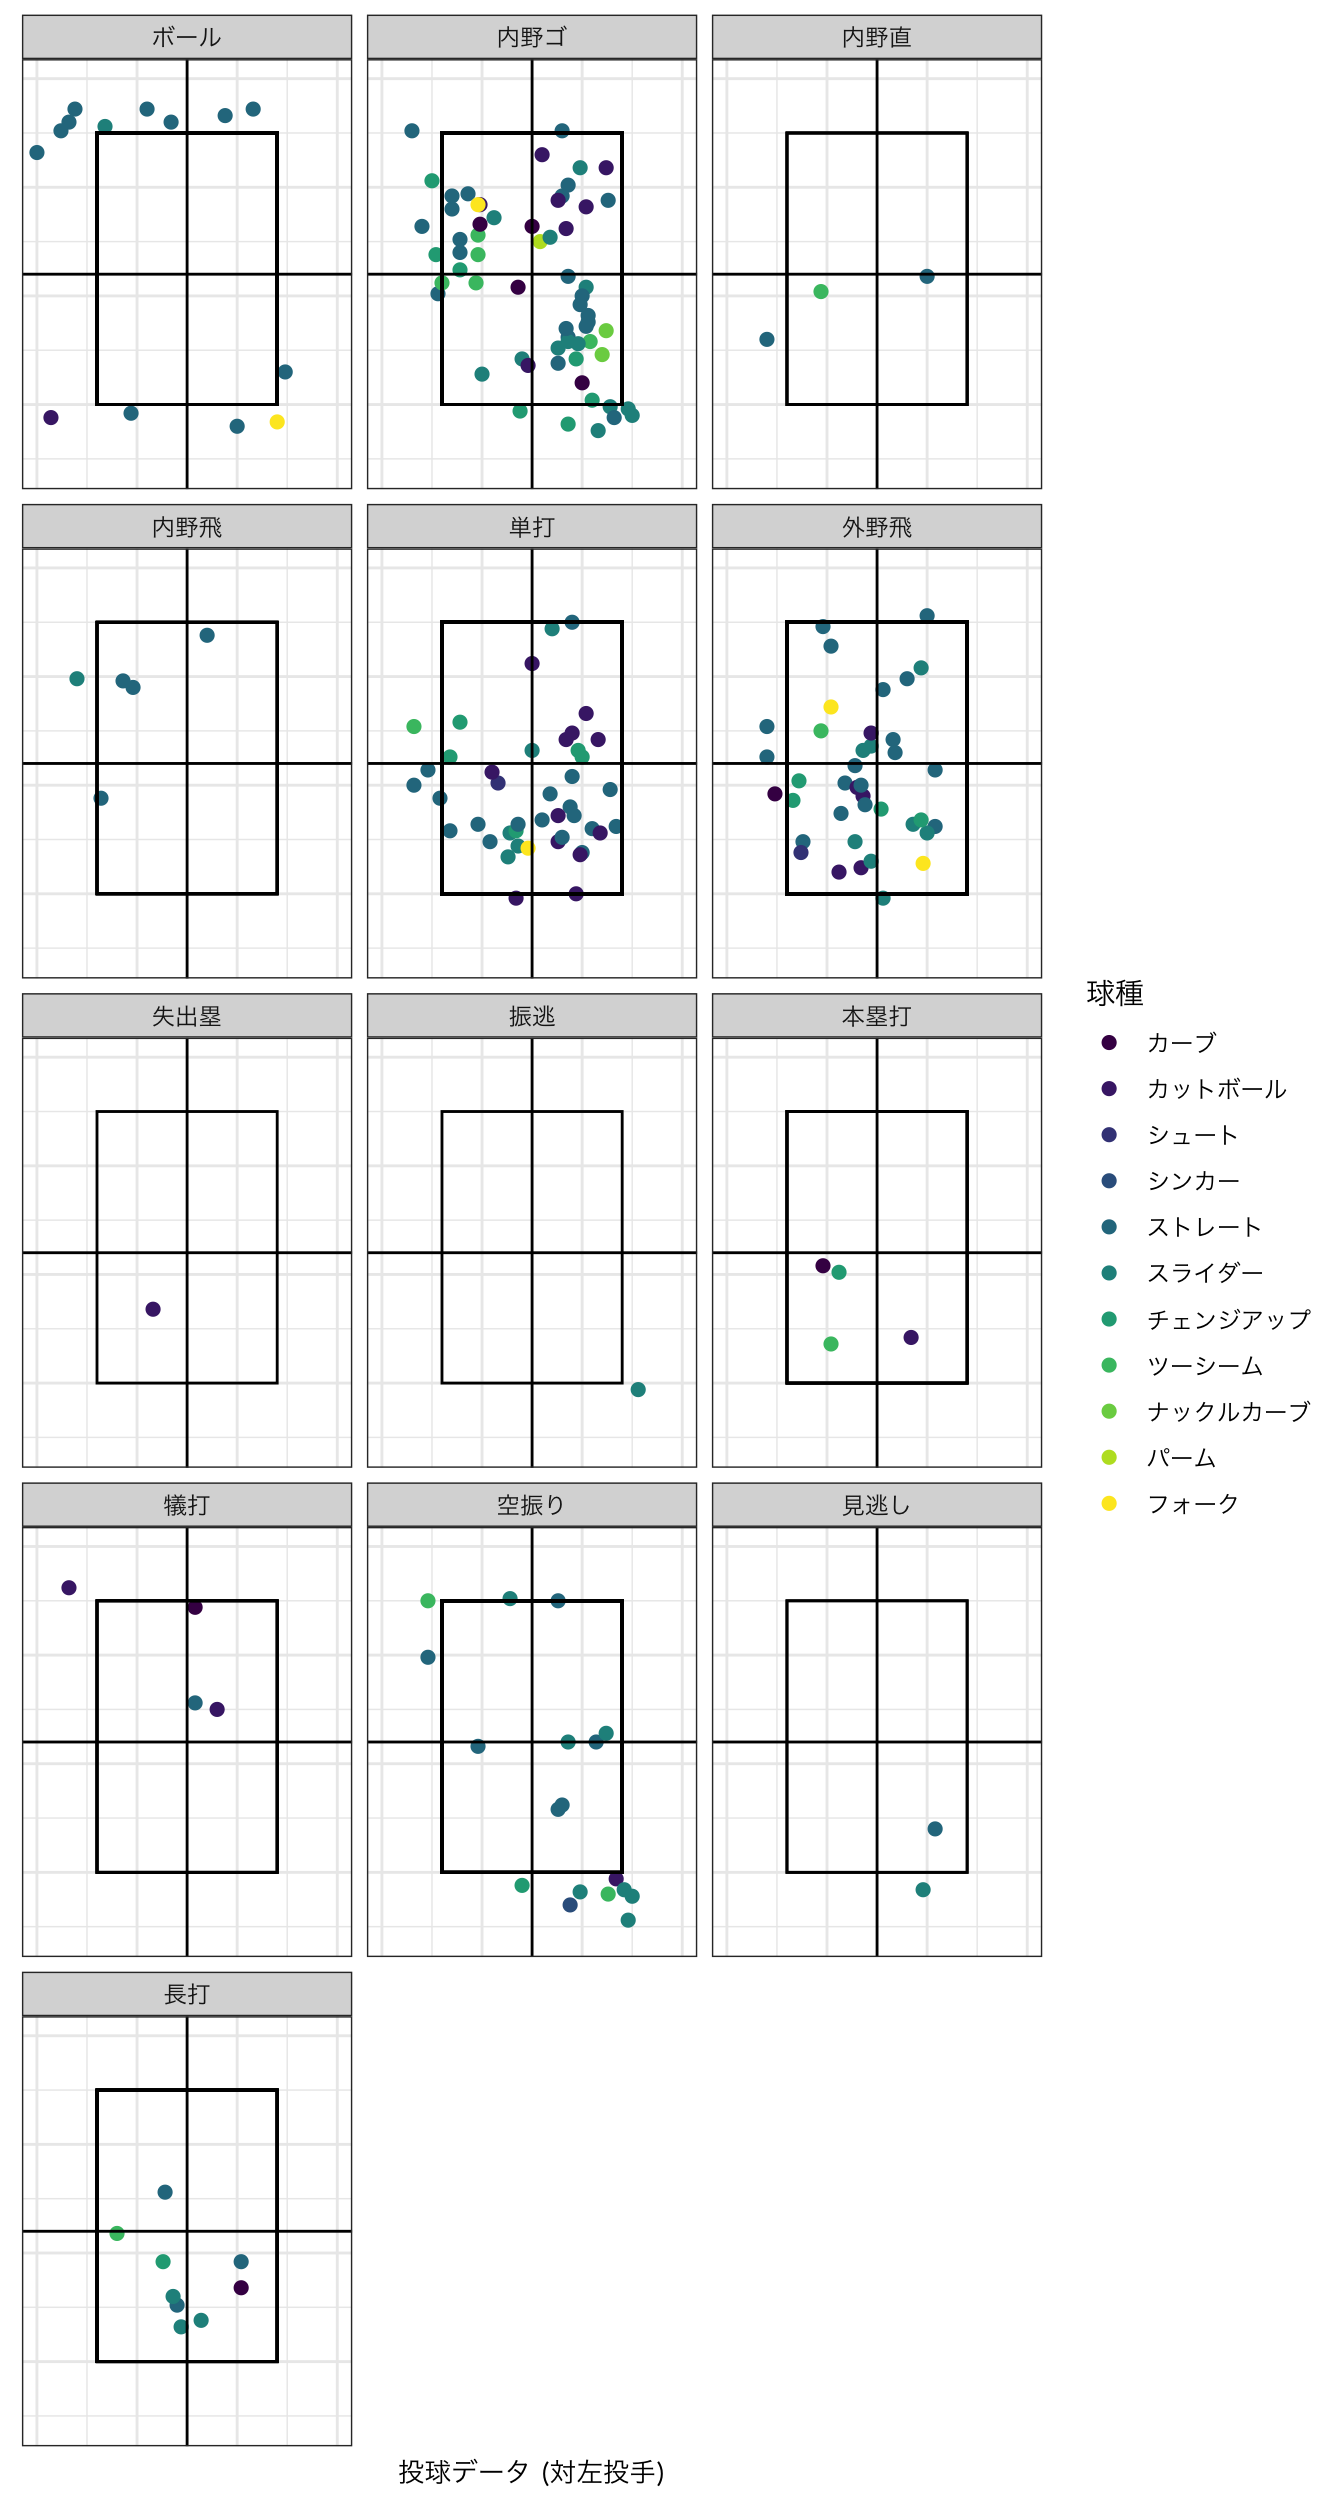 ボール
内野ゴ
内野直
内野飛
単打
外野飛
失出塁
振逃
本塁打
犠打
空振り
見逃し
長打
球種
カーブ
カットボール
シュート
シンカー
ストレート
スライダー
チェンジアップ
ツーシーム
ナックルカーブ
パーム
フォーク
投球データ (対左投手)